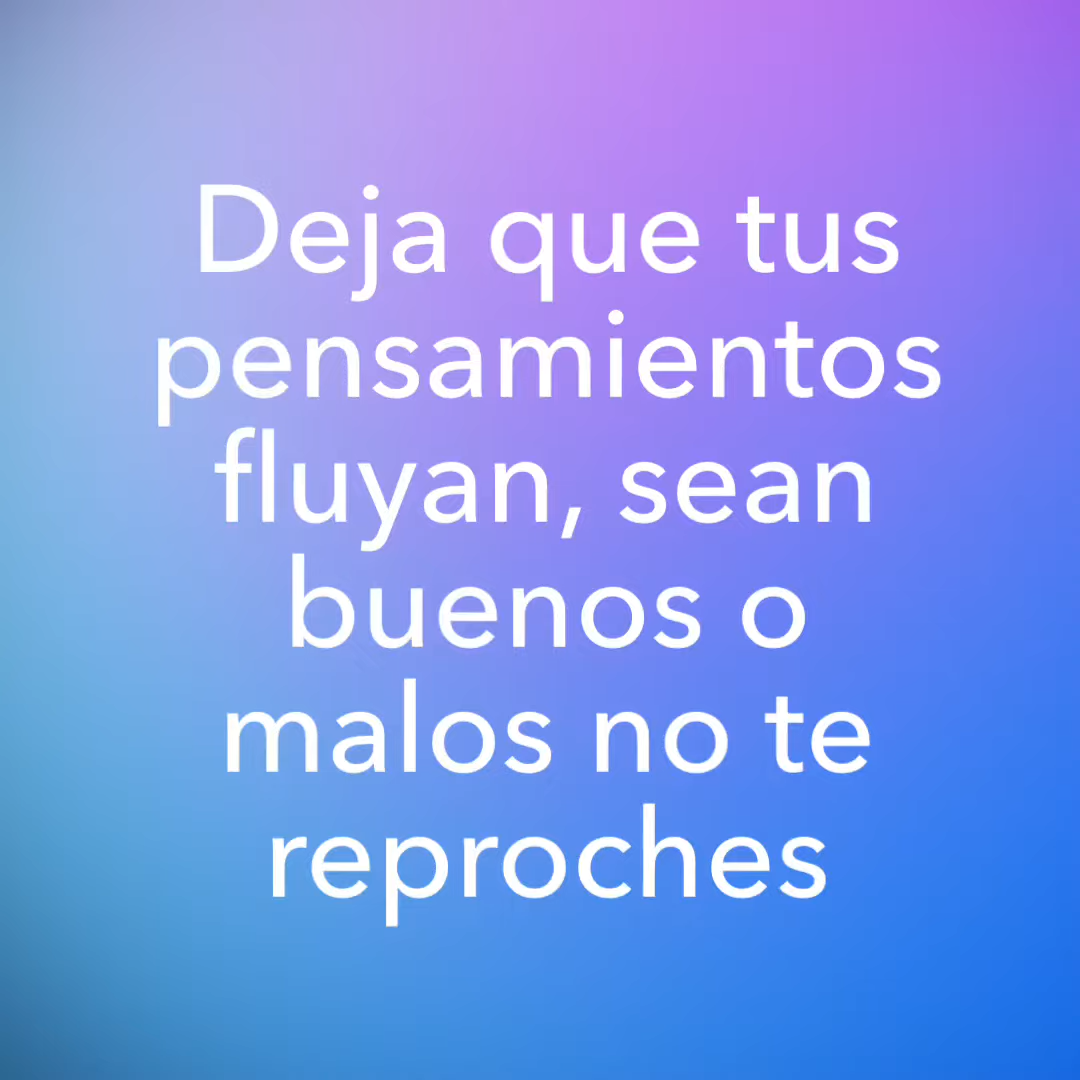 Deja que tus
pensamientos
fluyan, sean
buenos o
malos no te
reproches